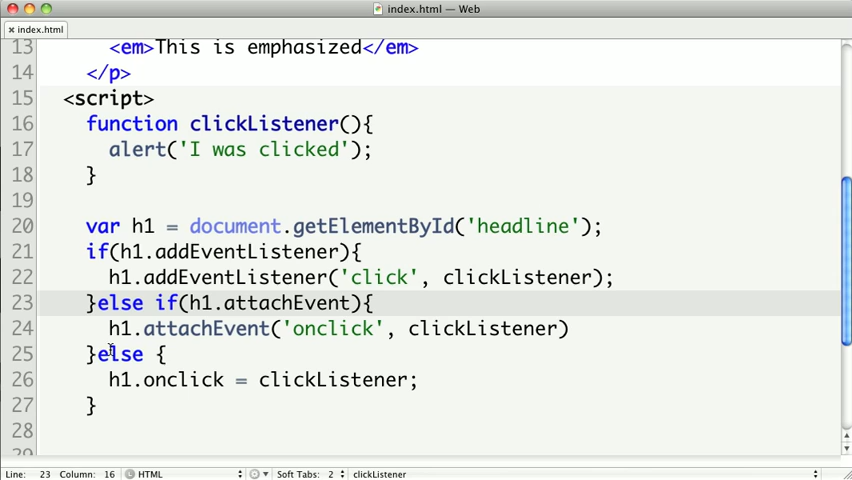 index.html — Web
× index.html
13 <em>This is emphasized</em>
14 </p>
15 <script>
16 function clickListener(){
17 alert('I was clicked');
18 }
19
20 var h1 = document.getElementById('headline');
21 if(h1.addEventListener){
22 h1.addEventListener('click', clickListener);
23 }else if(h1.attachEvent){
24 h1.attachEvent('onclick', clickListener)
25 }else {
26 h1.onclick = clickListener;
27 }
28
29
Line: 23 Column: 16 HTML Soft Tabs: 2 clickListener